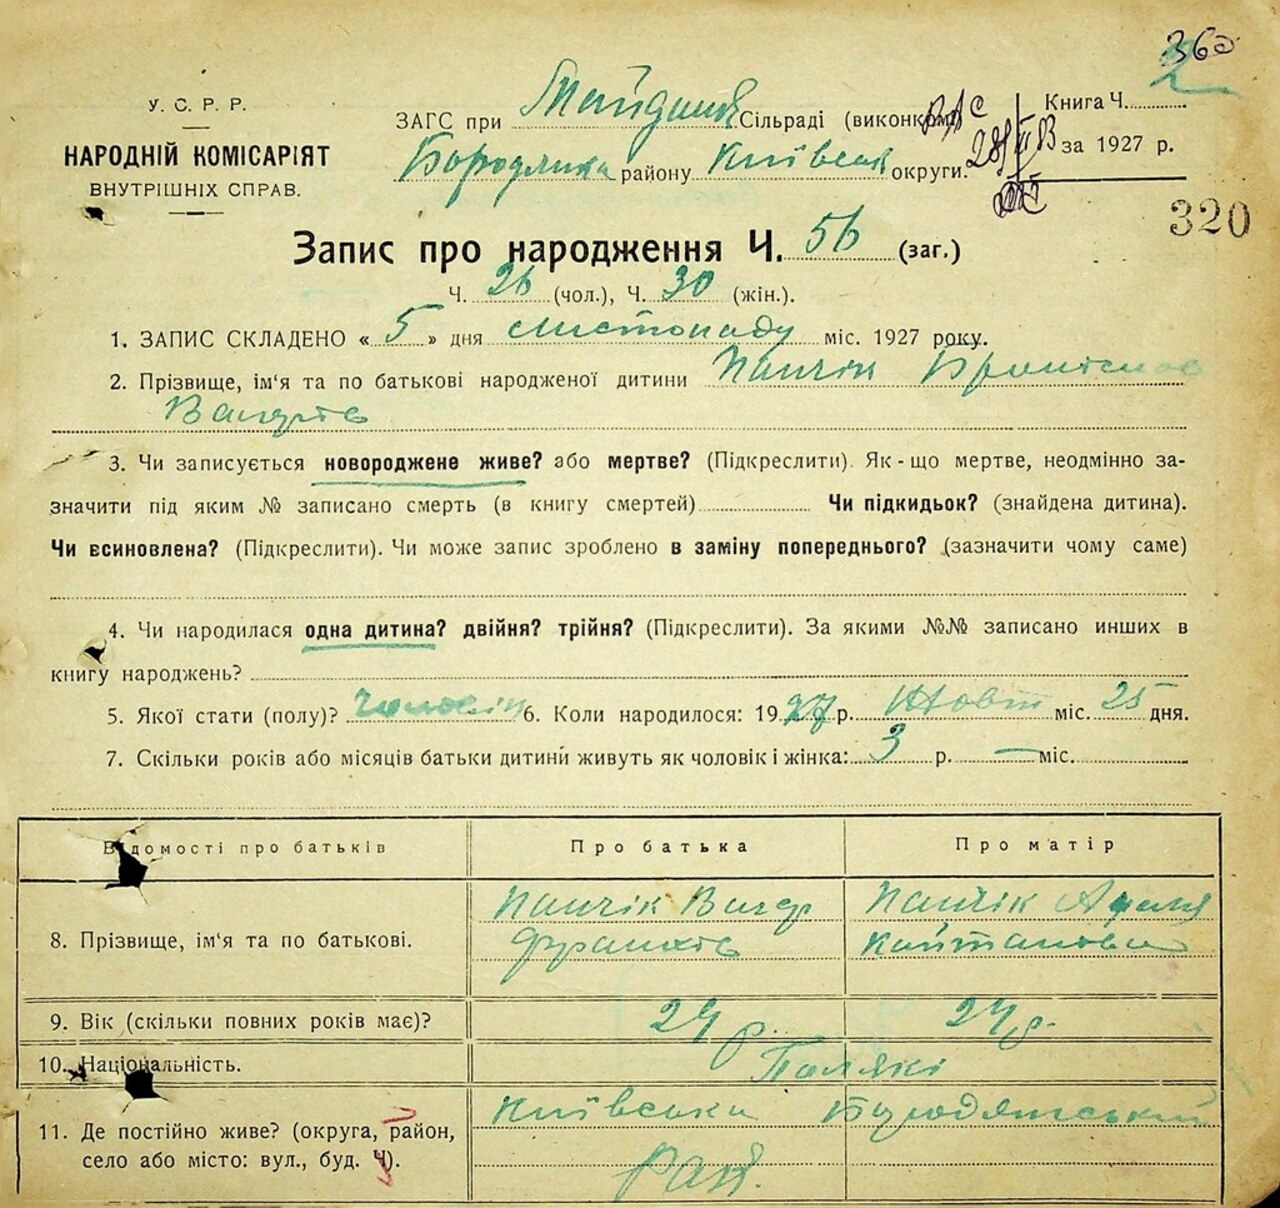 360
2
У. С. Р. Р.
НАРОДНІЙ КОМІСАРІЯТ
ВНУТРІШНІХ СПРАВ.
ЗАГС при Сільраді (виконкомі)
району Київськ округи.
Книга Ч.
за 1927 р.
320
Запис про народження Ч. 56 (заг.)
Ч. 26 (чол.), Ч. 30 (жін.).
1. ЗАПИС СКЛАДЕНО « 5 » дня листопаду міс. 1927 року.
2. Прізвище, ім'я та по батькові народженої дитини Панчік
3. Чи записується новороджене живе? або мертве? (Підкреслити). Як-що мертве, неодмінно за-
значити під яким № записано смерть (в книгу смертей) Чи підкидьок? (знайдена дитина).
Чи всиновлена? (Підкреслити). Чи може запис зроблено в заміну попереднього? (зазначити чому саме)
4. Чи народилася одна дитина? двійня? трійня? (Підкреслити). За якими №№ записано инших в
книгу народжень?
5. Якої стати (полу)? 6. Коли народилося: 1927 р. Жовт міс. 25 дня.
7. Скільки років або місяців батьки дитини живуть як чоловік і жінка: 3 р. — міс.
Відомості про батьків Про батька Про матір
8. Прізвище, ім'я та по батькові.
Панчік
Панчік
9. Вік (скільки повних років має)? 24 р. 24 р.
10. Національність. Полякі
11. Де постійно живе? (округа, район,
село або місто: вул., буд. Ч).
Київська Бородянський
Рай.